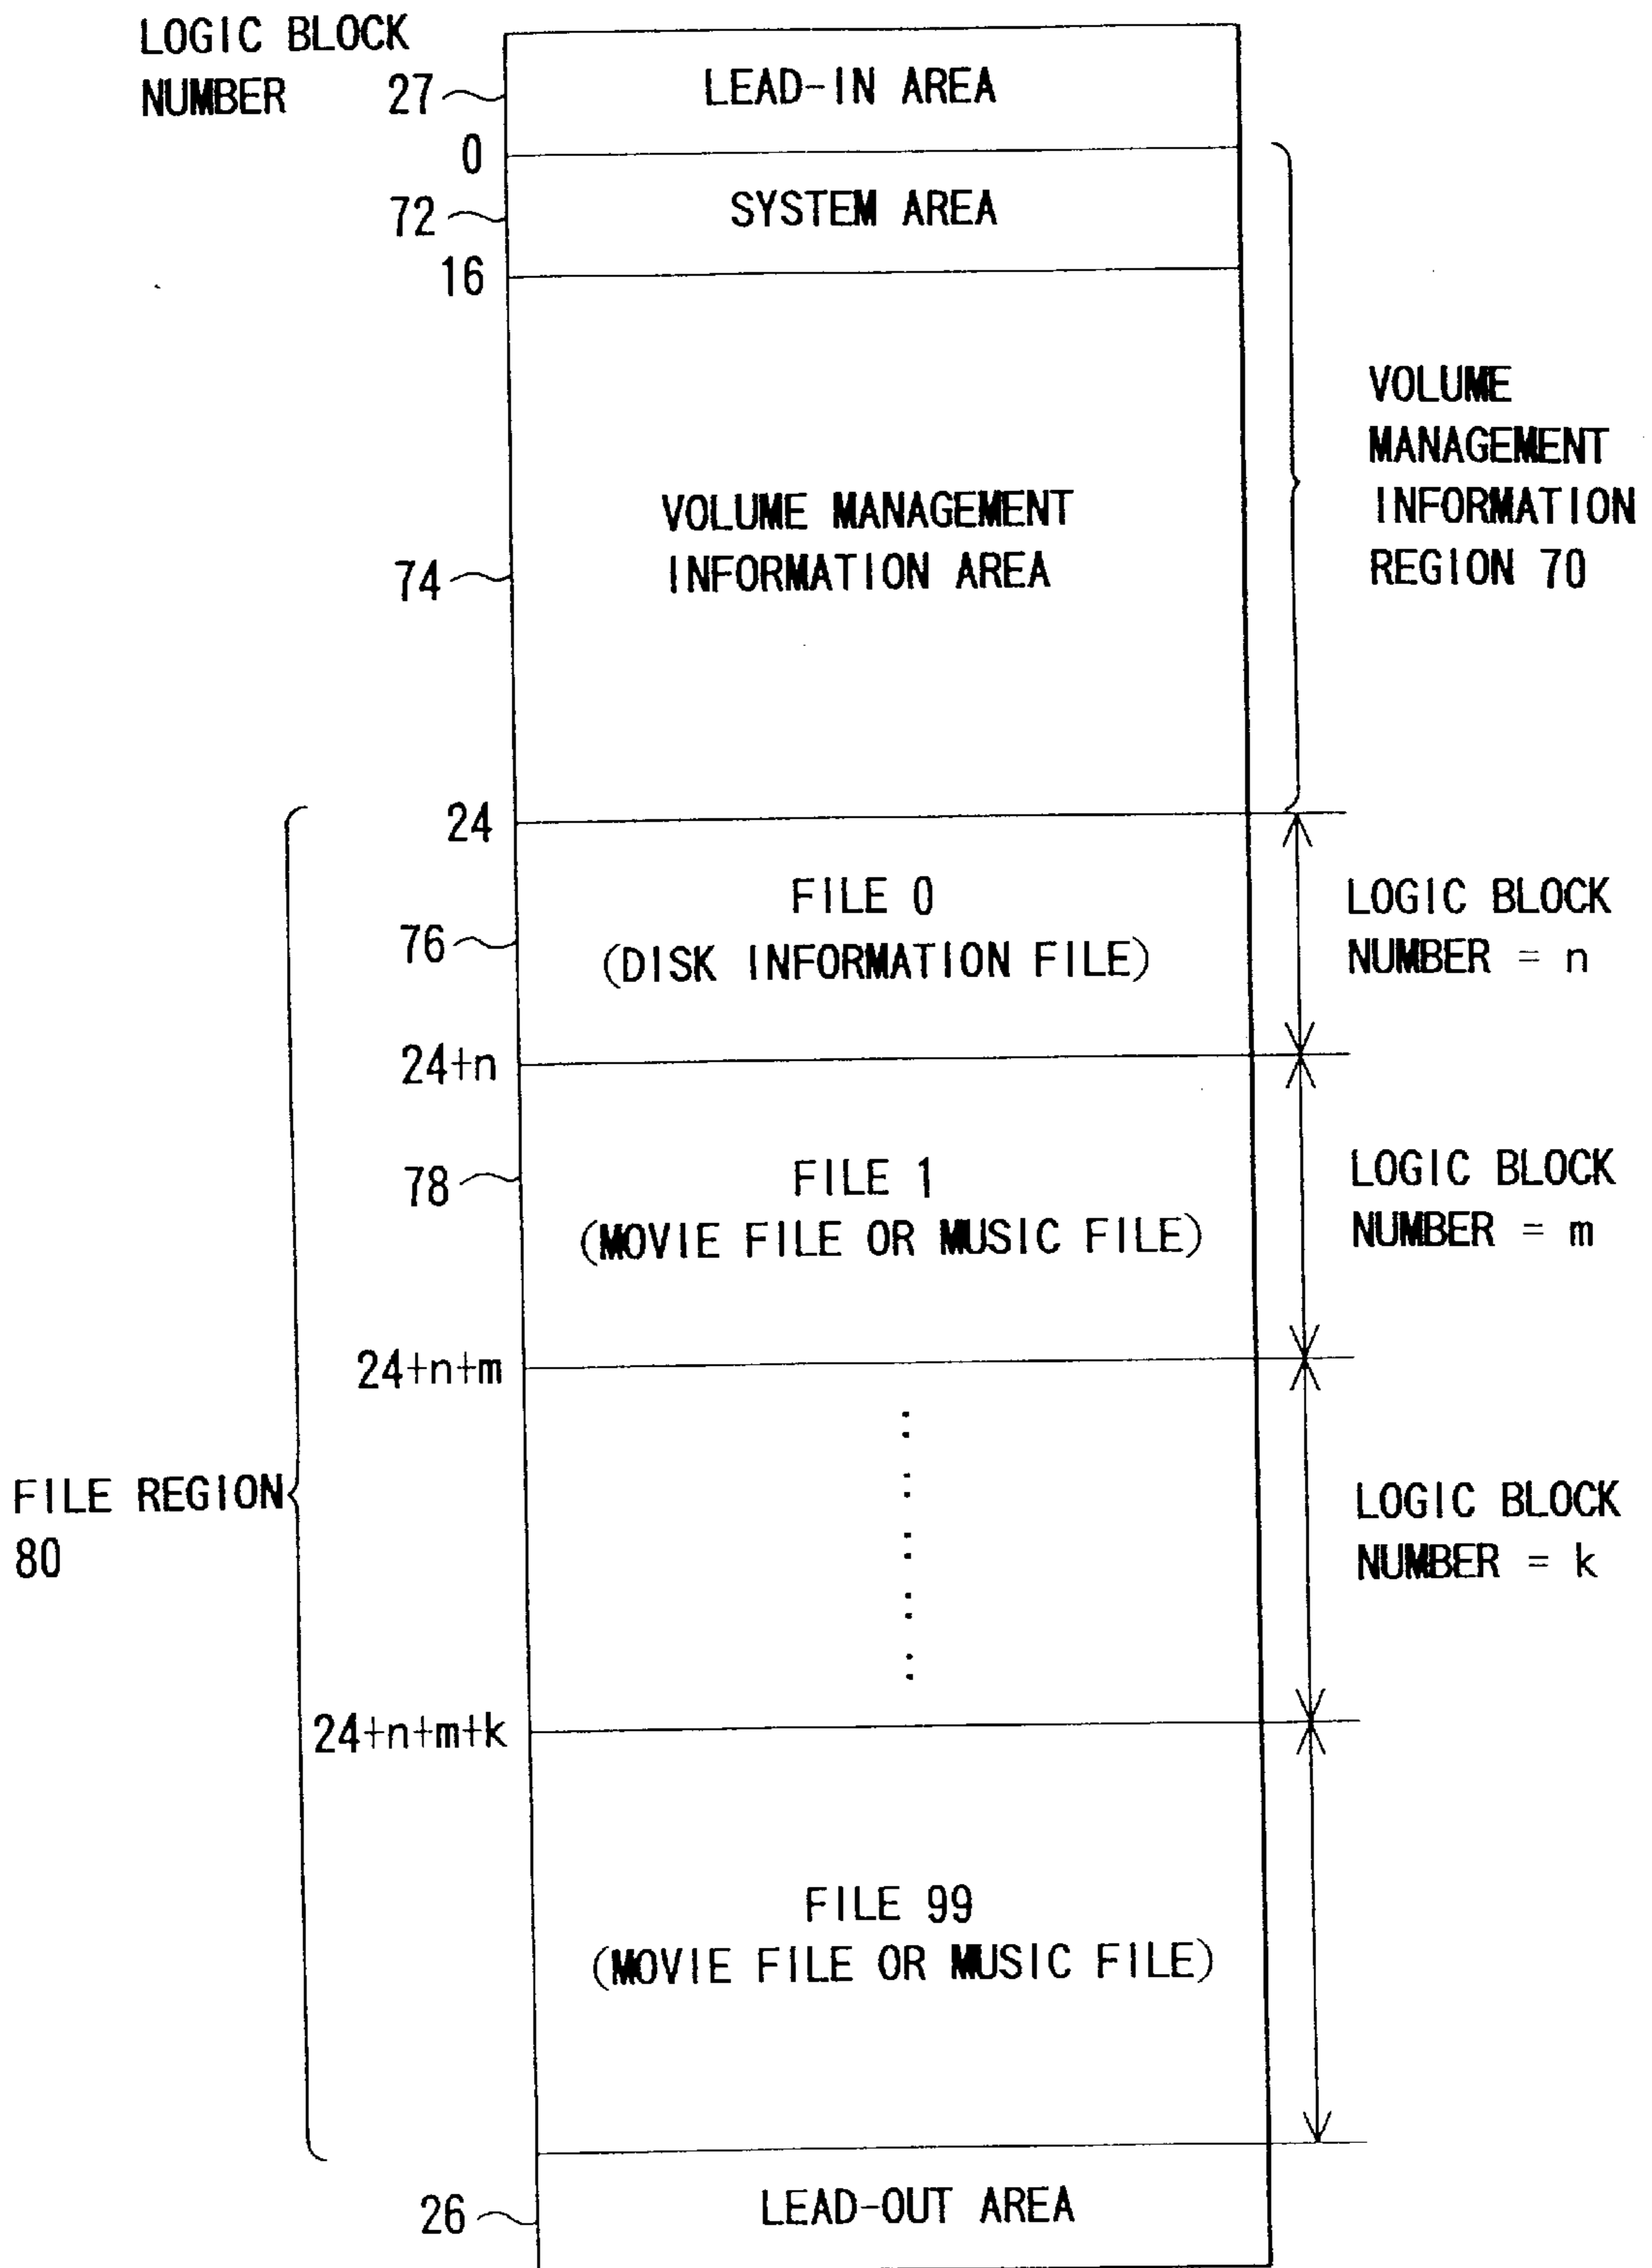 LOGIC BLOCK
NUMBER
27
LEAD-IN AREA
0
72
SYSTEM AREA
16
VOLUME
MANAGEMENT
INFORMATION
REGION 70
VOLUME MANAGEMENT
INFORMATION AREA
74
24
FILE 0
(DISK INFORMATION FILE)
76
LOGIC BLOCK
NUMBER = n
24+n
78
FILE 1
(MOVIE FILE OR MUSIC FILE)
LOGIC BLOCK
NUMBER = m
24+n+m
FILE REGION
80
LOGIC BLOCK
NUMBER = k
24+n+m+k
FILE 99
(MOVIE FILE OR MUSIC FILE)
26
LEAD-OUT AREA